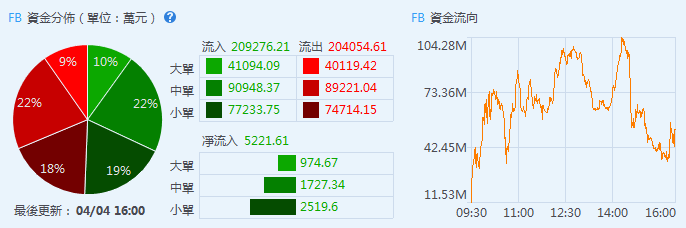 FB 資金分佈 (單位：萬元) ?
9% 10%
22% 22%
18% 19%
最後更新： 04/04 16:00
流入 209276.21 流出 204054.61
大單 41094.09 40119.42
中單 90948.37 89221.04
小單 77233.75 74714.15
淨流入 5221.61
大單 974.67
中單 1727.34
小單 2519.6
FB 資金流向
104.28M
73.36M
42.45M
11.53M
09:30 11:00 12:30 14:00 16:00